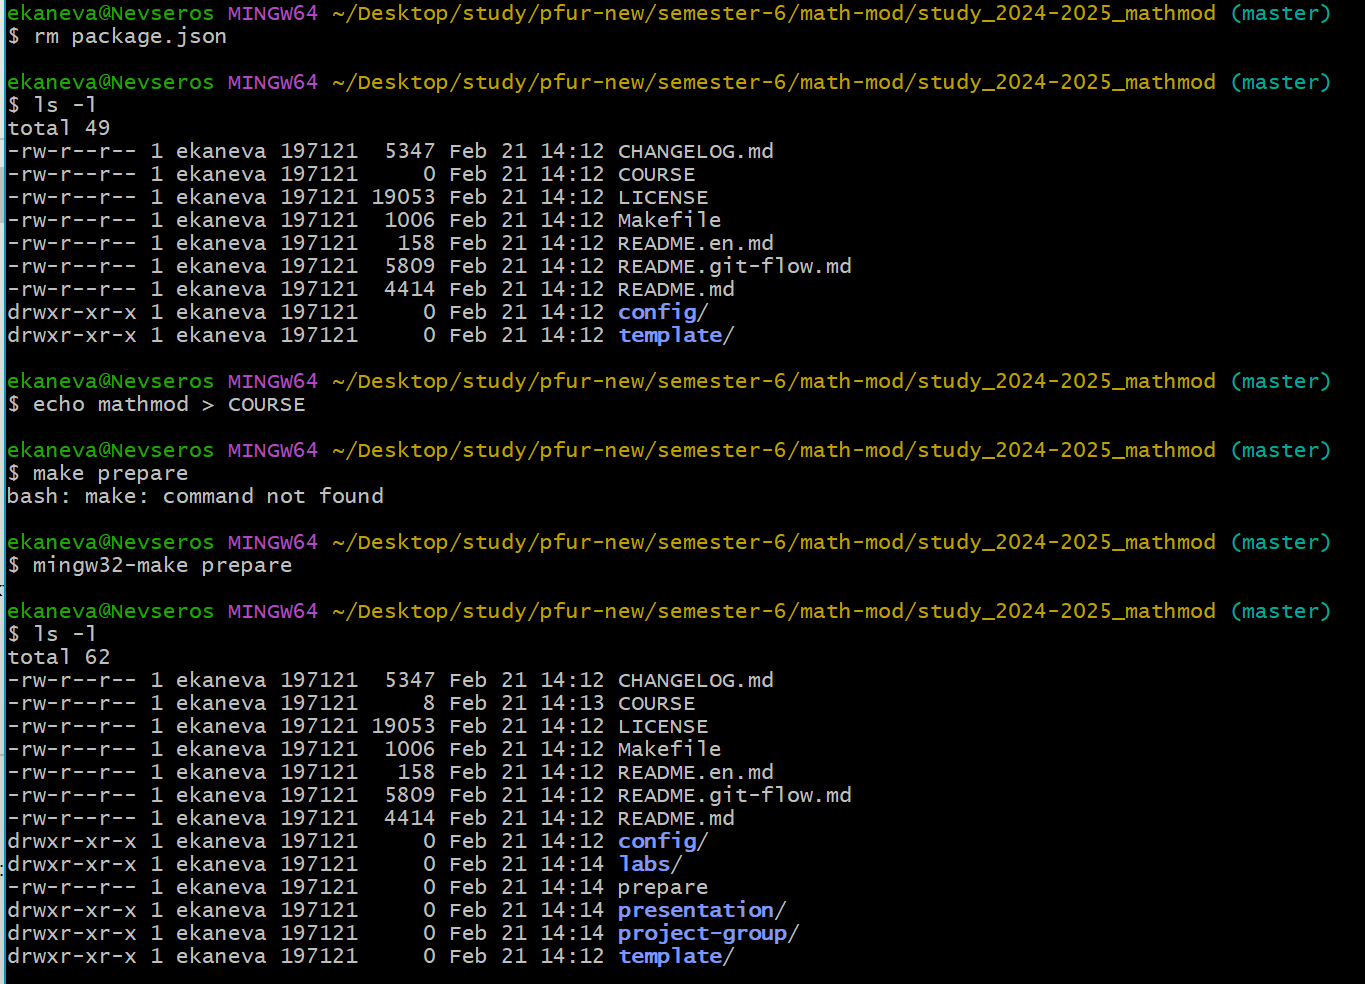 ekaneva@Nevseros MINGW64 ~/Desktop/study/pfur-new/semester-6/math-mod/study_2024-2025_mathmod (master)
$ rm package.json
ekaneva@Nevseros MINGW64 ~/Desktop/study/pfur-new/semester-6/math-mod/study_2024-2025_mathmod (master)
$ ls -l
total 49
-rw-r--r-- 1 ekaneva 197121  5347 Feb 21 14:12 CHANGELOG.md
-rw-r--r-- 1 ekaneva 197121     0 Feb 21 14:12 COURSE
-rw-r--r-- 1 ekaneva 197121 19053 Feb 21 14:12 LICENSE
-rw-r--r-- 1 ekaneva 197121  1006 Feb 21 14:12 Makefile
-rw-r--r-- 1 ekaneva 197121   158 Feb 21 14:12 README.en.md
-rw-r--r-- 1 ekaneva 197121  5809 Feb 21 14:12 README.git-flow.md
-rw-r--r-- 1 ekaneva 197121  4414 Feb 21 14:12 README.md
drwxr-xr-x 1 ekaneva 197121     0 Feb 21 14:12 config/
drwxr-xr-x 1 ekaneva 197121     0 Feb 21 14:12 template/
ekaneva@Nevseros MINGW64 ~/Desktop/study/pfur-new/semester-6/math-mod/study_2024-2025_mathmod (master)
$ echo mathmod > COURSE
ekaneva@Nevseros MINGW64 ~/Desktop/study/pfur-new/semester-6/math-mod/study_2024-2025_mathmod (master)
$ make prepare
bash: make: command not found
ekaneva@Nevseros MINGW64 ~/Desktop/study/pfur-new/semester-6/math-mod/study_2024-2025_mathmod (master)
$ mingw32-make prepare
ekaneva@Nevseros MINGW64 ~/Desktop/study/pfur-new/semester-6/math-mod/study_2024-2025_mathmod (master)
$ ls -l
total 62
-rw-r--r-- 1 ekaneva 197121  5347 Feb 21 14:12 CHANGELOG.md
-rw-r--r-- 1 ekaneva 197121     8 Feb 21 14:13 COURSE
-rw-r--r-- 1 ekaneva 197121 19053 Feb 21 14:12 LICENSE
-rw-r--r-- 1 ekaneva 197121  1006 Feb 21 14:12 Makefile
-rw-r--r-- 1 ekaneva 197121   158 Feb 21 14:12 README.en.md
-rw-r--r-- 1 ekaneva 197121  5809 Feb 21 14:12 README.git-flow.md
-rw-r--r-- 1 ekaneva 197121  4414 Feb 21 14:12 README.md
drwxr-xr-x 1 ekaneva 197121     0 Feb 21 14:12 config/
drwxr-xr-x 1 ekaneva 197121     0 Feb 21 14:14 labs/
-rw-r--r-- 1 ekaneva 197121     0 Feb 21 14:14 prepare
drwxr-xr-x 1 ekaneva 197121     0 Feb 21 14:14 presentation/
drwxr-xr-x 1 ekaneva 197121     0 Feb 21 14:14 project-group/
drwxr-xr-x 1 ekaneva 197121     0 Feb 21 14:12 template/